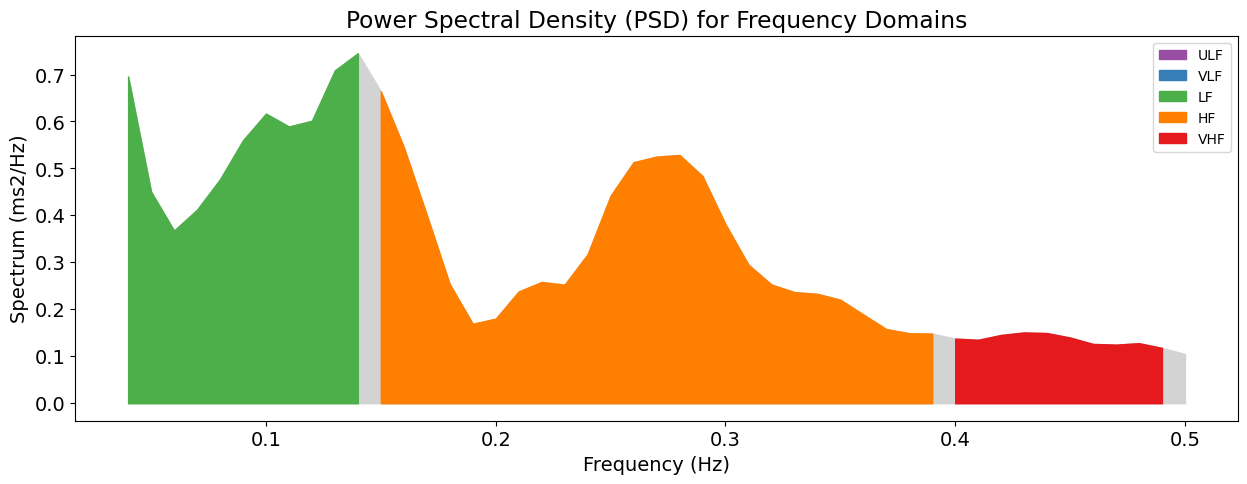 Power Spectral Density (PSD) for Frequency Domains
ULF
VLF
LF
HF
VHF
Spectrum (ms2/Hz)
0.7
0.6
0.5
0.4
0.3
0.2
0.1
0.0
0.1 0.2 0.3 0.4 0.5
Frequency (Hz)